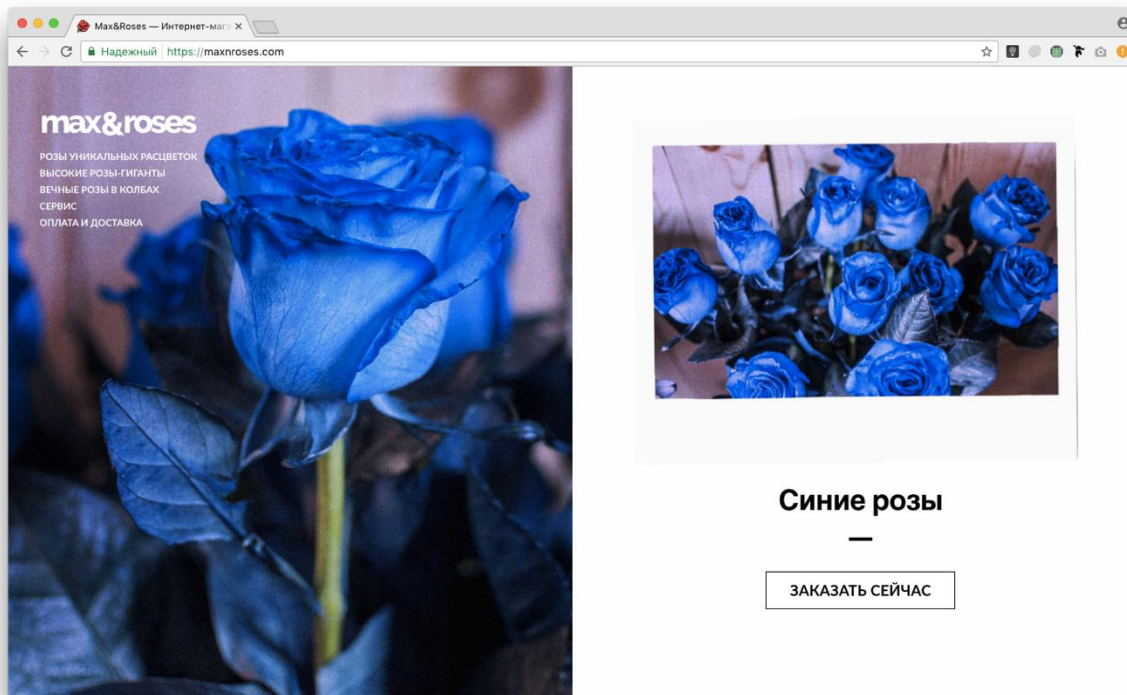 Max&Roses — Интернет-мага
Надежный https://maxnroses.com
max&roses
РОЗЫ УНИКАЛЬНЫХ РАСЦВЕТОК
ВЫСОКИЕ РОЗЫ-ГИГАНТЫ
ВЕЧНЫЕ РОЗЫ В КОЛБАХ
СЕРВИС
ОПЛАТА И ДОСТАВКА
Синие розы
ЗАКАЗАТЬ СЕЙЧАС